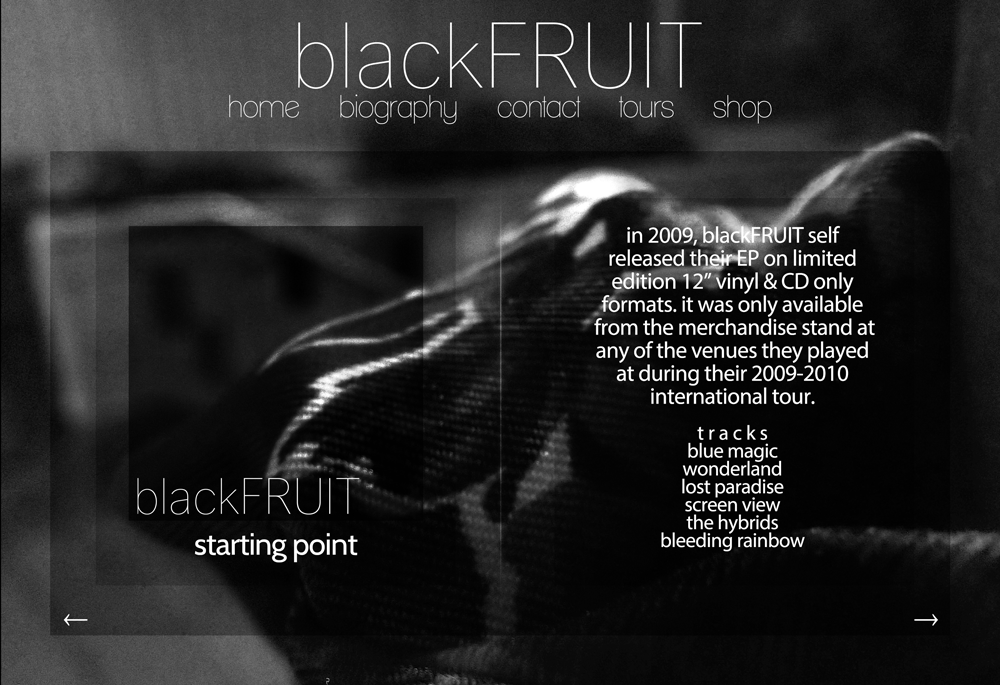 blackFRUIT
home biography contact tours shop
in 2009, blackFRUIT self
released their EP on limited
edition 12” vinyl & CD only
formats. it was only available
from the merchandise stand at
any of the venues they played
at during their 2009-2010
international tour.
tracks
blue magic
wonderland
lost paradise
screen view
the hybrids
bleeding rainbow
blackFRUIT
starting point
← →